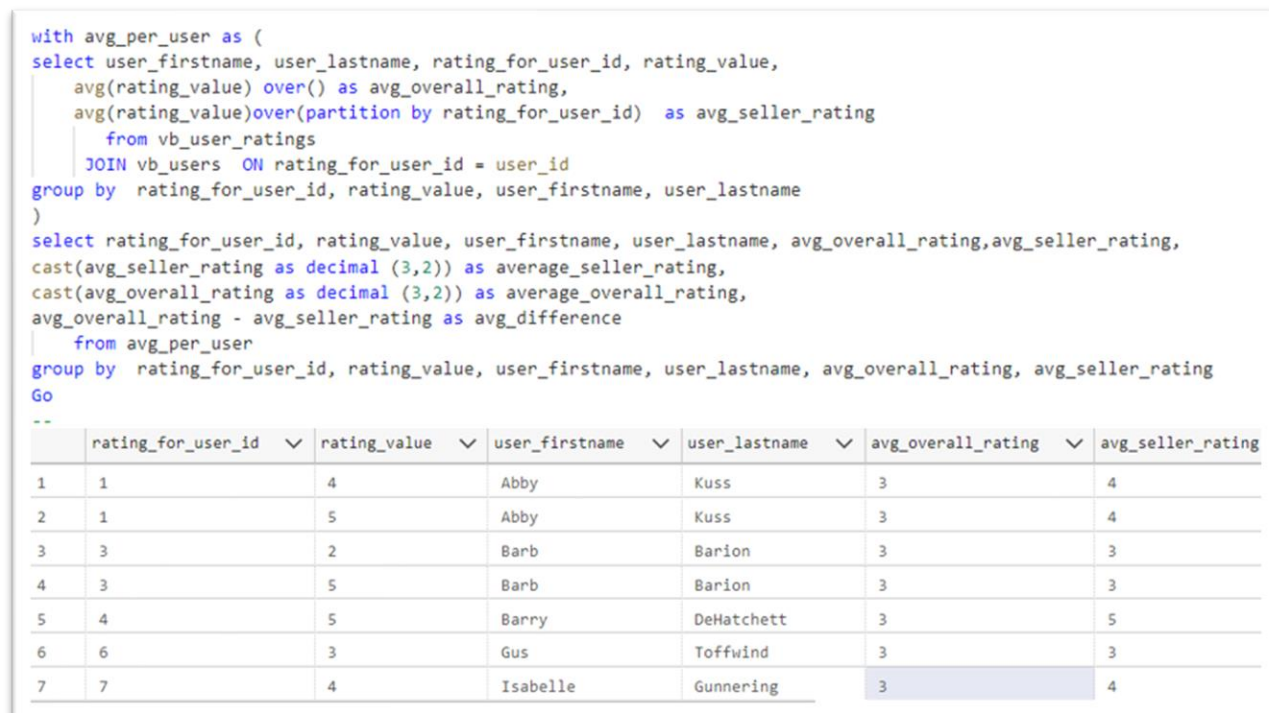 with avg_per_user as (
select user_firstname, user_lastname, rating_for_user_id, rating_value,
avg(rating_value) over() as avg_overall_rating,
avg(rating_value)over(partition by rating_for_user_id)  as avg_seller_rating
from vb_user_ratings
JOIN vb_users  ON rating_for_user_id = user_id
group by  rating_for_user_id, rating_value, user_firstname, user_lastname
)
select rating_for_user_id, rating_value, user_firstname, user_lastname, avg_overall_rating,avg_seller_rating,
cast(avg_seller_rating as decimal (3,2)) as average_seller_rating,
cast(avg_overall_rating as decimal (3,2)) as average_overall_rating,
avg_overall_rating - avg_seller_rating as avg_difference
from avg_per_user
group by  rating_for_user_id, rating_value, user_firstname, user_lastname, avg_overall_rating, avg_seller_rating
Go
--
rating_for_user_id rating_value user_firstname user_lastname avg_overall_rating avg_seller_rating
1 1 4 Abby Kuss 3 4
2 1 5 Abby Kuss 3 4
3 3 2 Barb Barion 3 3
4 3 5 Barb Barion 3 3
5 4 5 Barry DeHatchett 3 5
6 6 3 Gus Toffwind 3 3
7 7 4 Isabelle Gunnering 3 4